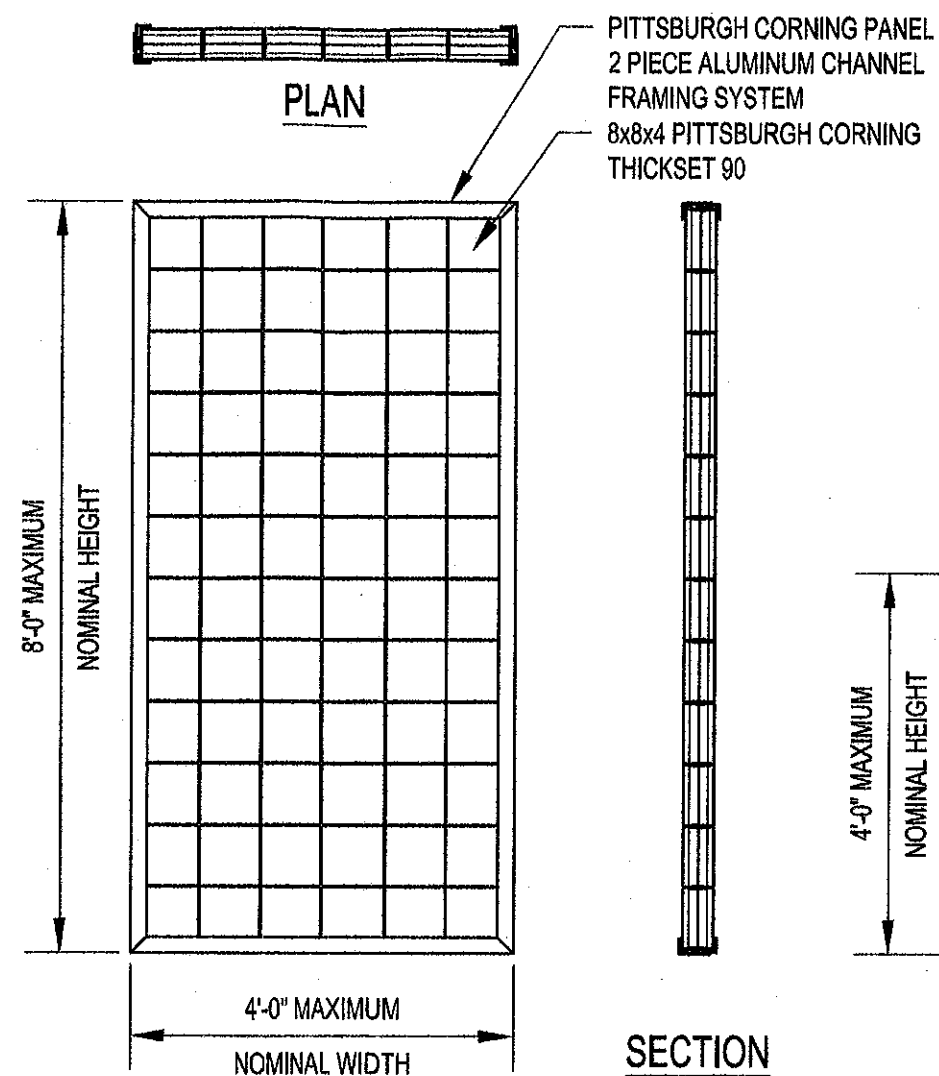 PITTSBURGH CORNING PANEL
2 PIECE ALUMINUM CHANNEL
FRAMING SYSTEM
8x8x4 PITTSBURGH CORNING
THICKSET 90
PLAN
8'-0" MAXIMUM
NOMINAL HEIGHT
4'-0" MAXIMUM
NOMINAL HEIGHT
4'-0" MAXIMUM
NOMINAL WIDTH
SECTION